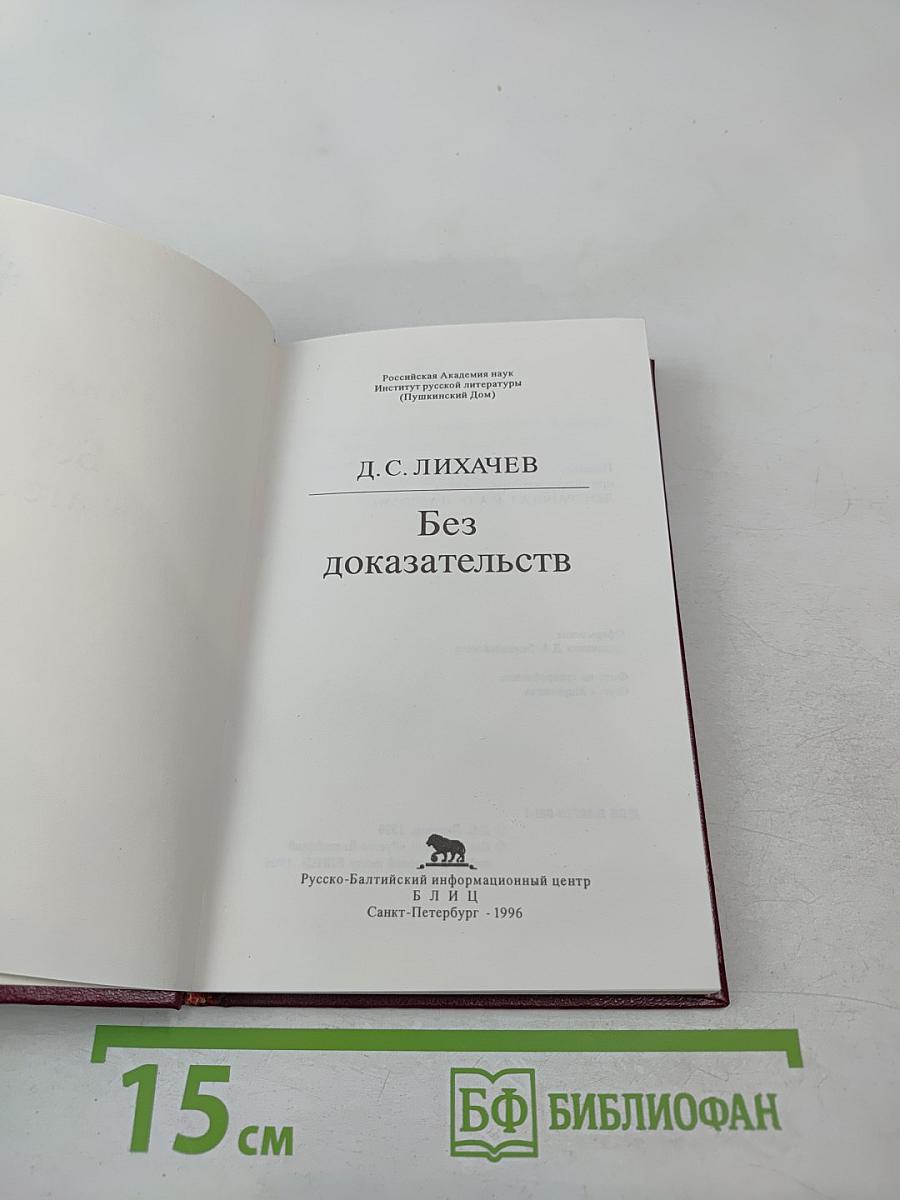 Российская Академия наук
Институт русской литературы
(Пушкинский Дом)
Д. С. ЛИХАЧЕВ
Без
доказательств
Русско-Балтийский информационный центр
БЛИЦ
Санкт-Петербург - 1996
15 см
БФ БИБЛИОФАН